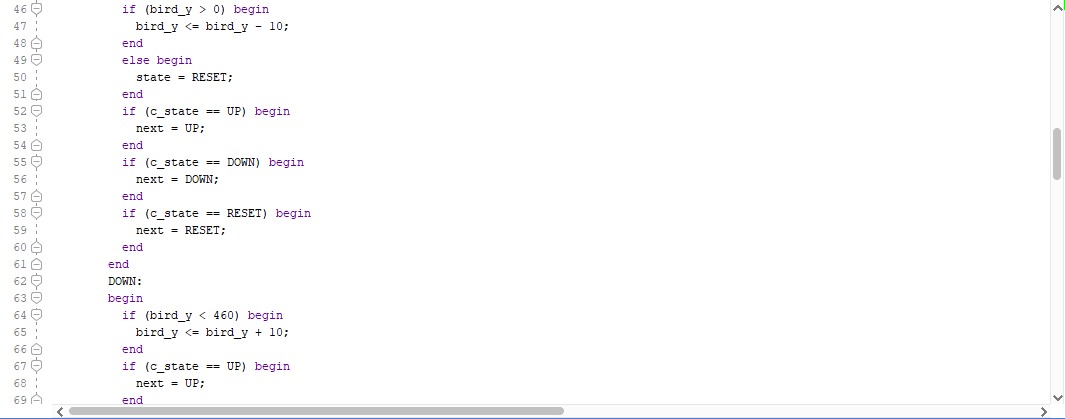 46 if (bird_y > 0) begin
47 bird_y <= bird_y - 10;
48 end
49 else begin
50 state = RESET;
51 end
52 if (c_state == UP) begin
53 next = UP;
54 end
55 if (c_state == DOWN) begin
56 next = DOWN;
57 end
58 if (c_state == RESET) begin
59 next = RESET;
60 end
61 end
62 DOWN:
63 begin
64 if (bird_y < 460) begin
65 bird_y <= bird_y + 10;
66 end
67 if (c_state == UP) begin
68 next = UP;
69 end